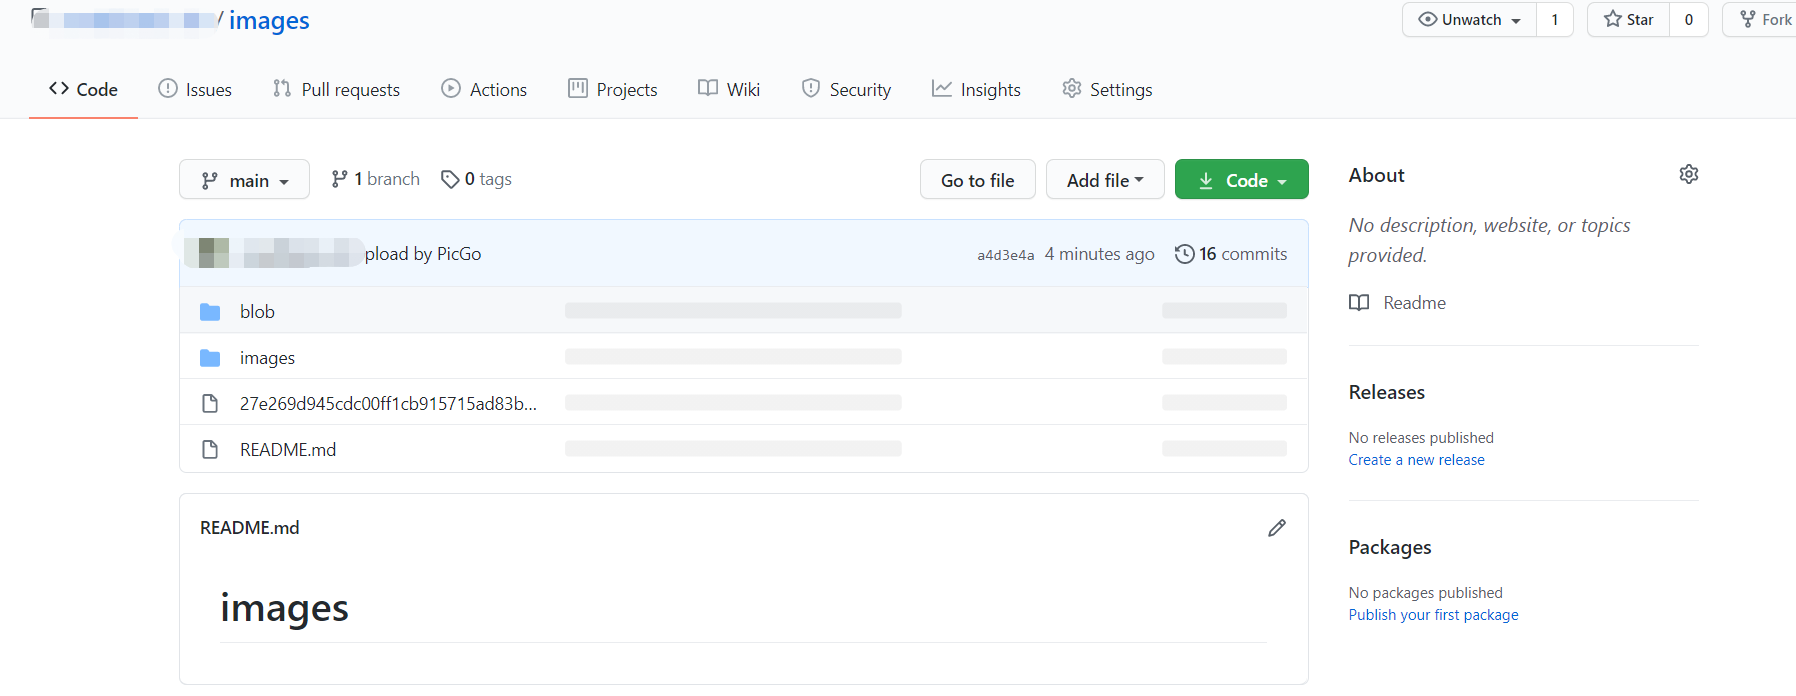 / images
Unwatch 1 Star 0 Fork
Code Issues Pull requests Actions Projects Wiki Security Insights Settings
main 1 branch 0 tags Go to file Add file Code
pload by PicGo a4d3e4a 4 minutes ago 16 commits
blob
images
27e269d945cdc00ff1cb915715ad83b...
README.md
README.md
images
About
No description, website, or topics
provided.
Readme
Releases
No releases published
Create a new release
Packages
No packages published
Publish your first package